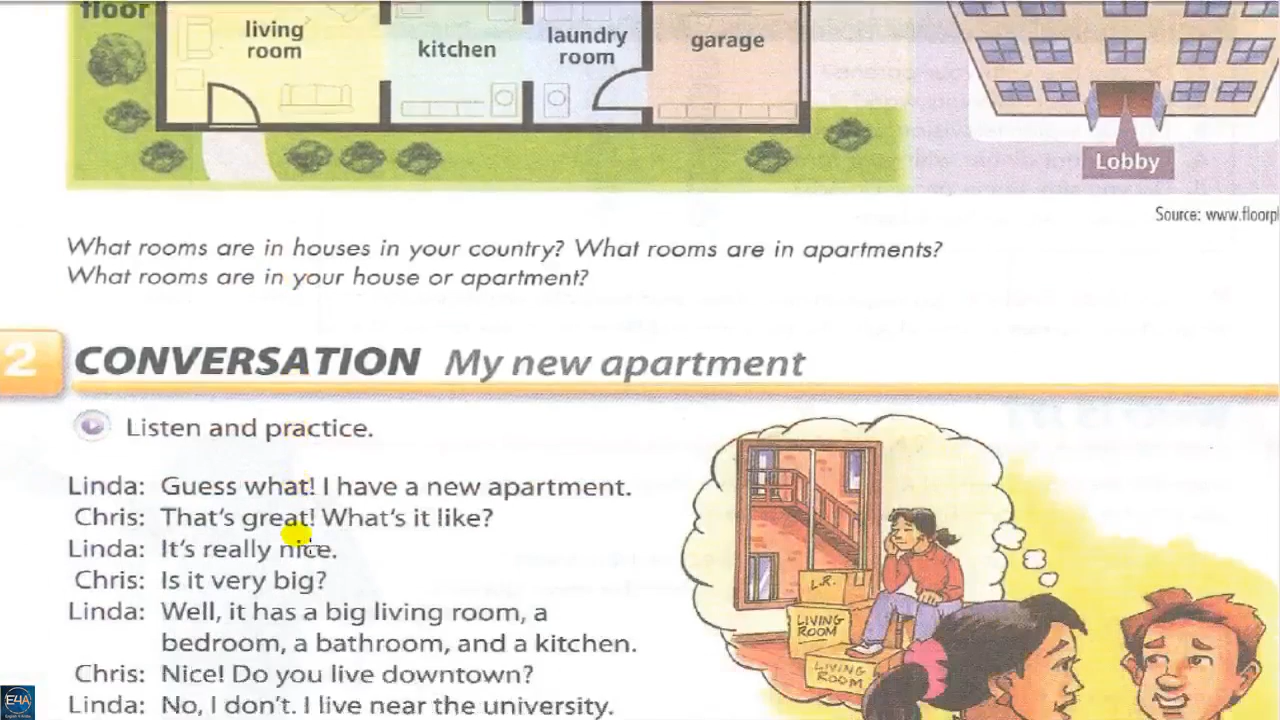 floor
living
room
kitchen
laundry
room
garage
Lobby
Source: www.floorpl
What rooms are in houses in your country? What rooms are in apartments?
What rooms are in your house or apartment?
2 CONVERSATION My new apartment
Listen and practice.
Linda: Guess what! I have a new apartment.
Chris: That's great! What's it like?
Linda: It's really nice.
Chris: Is it very big?
Linda: Well, it has a big living room, a
bedroom, a bathroom, and a kitchen.
Chris: Nice! Do you live downtown?
Linda: No, I don't. I live near the university.
L.R.
LIVING
ROOM
LIVING
ROOM
E4A